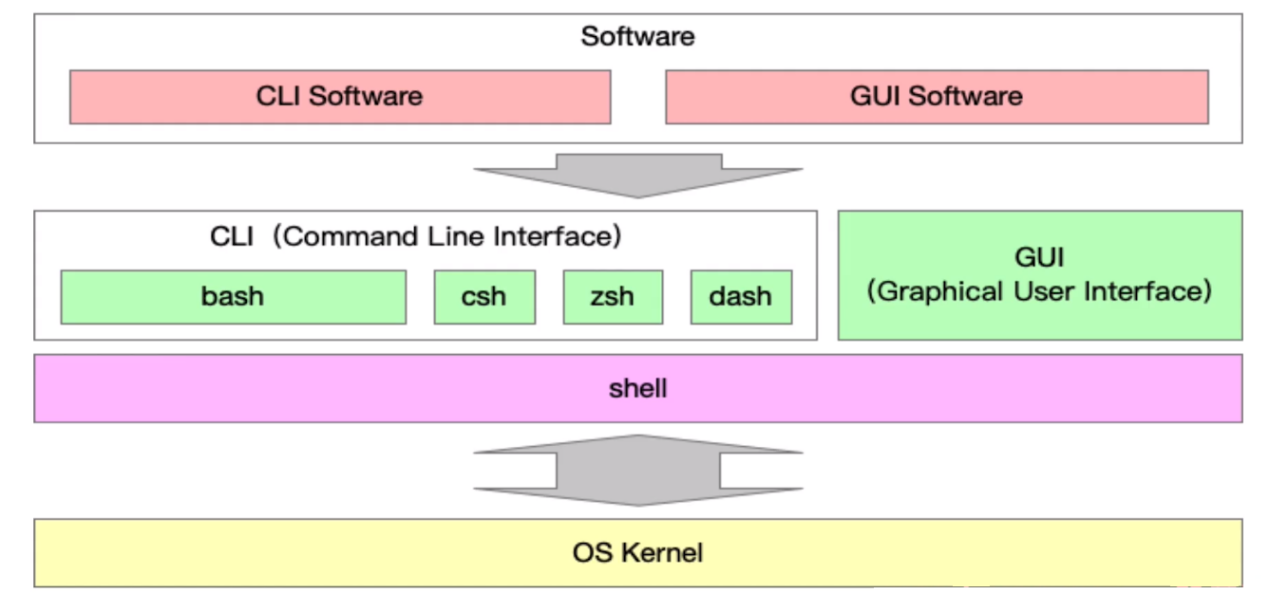 Software
CLI Software
GUI Software
CLI（Command Line Interface）
bash
csh
zsh
dash
GUI
（Graphical User Interface）
shell
OS Kernel